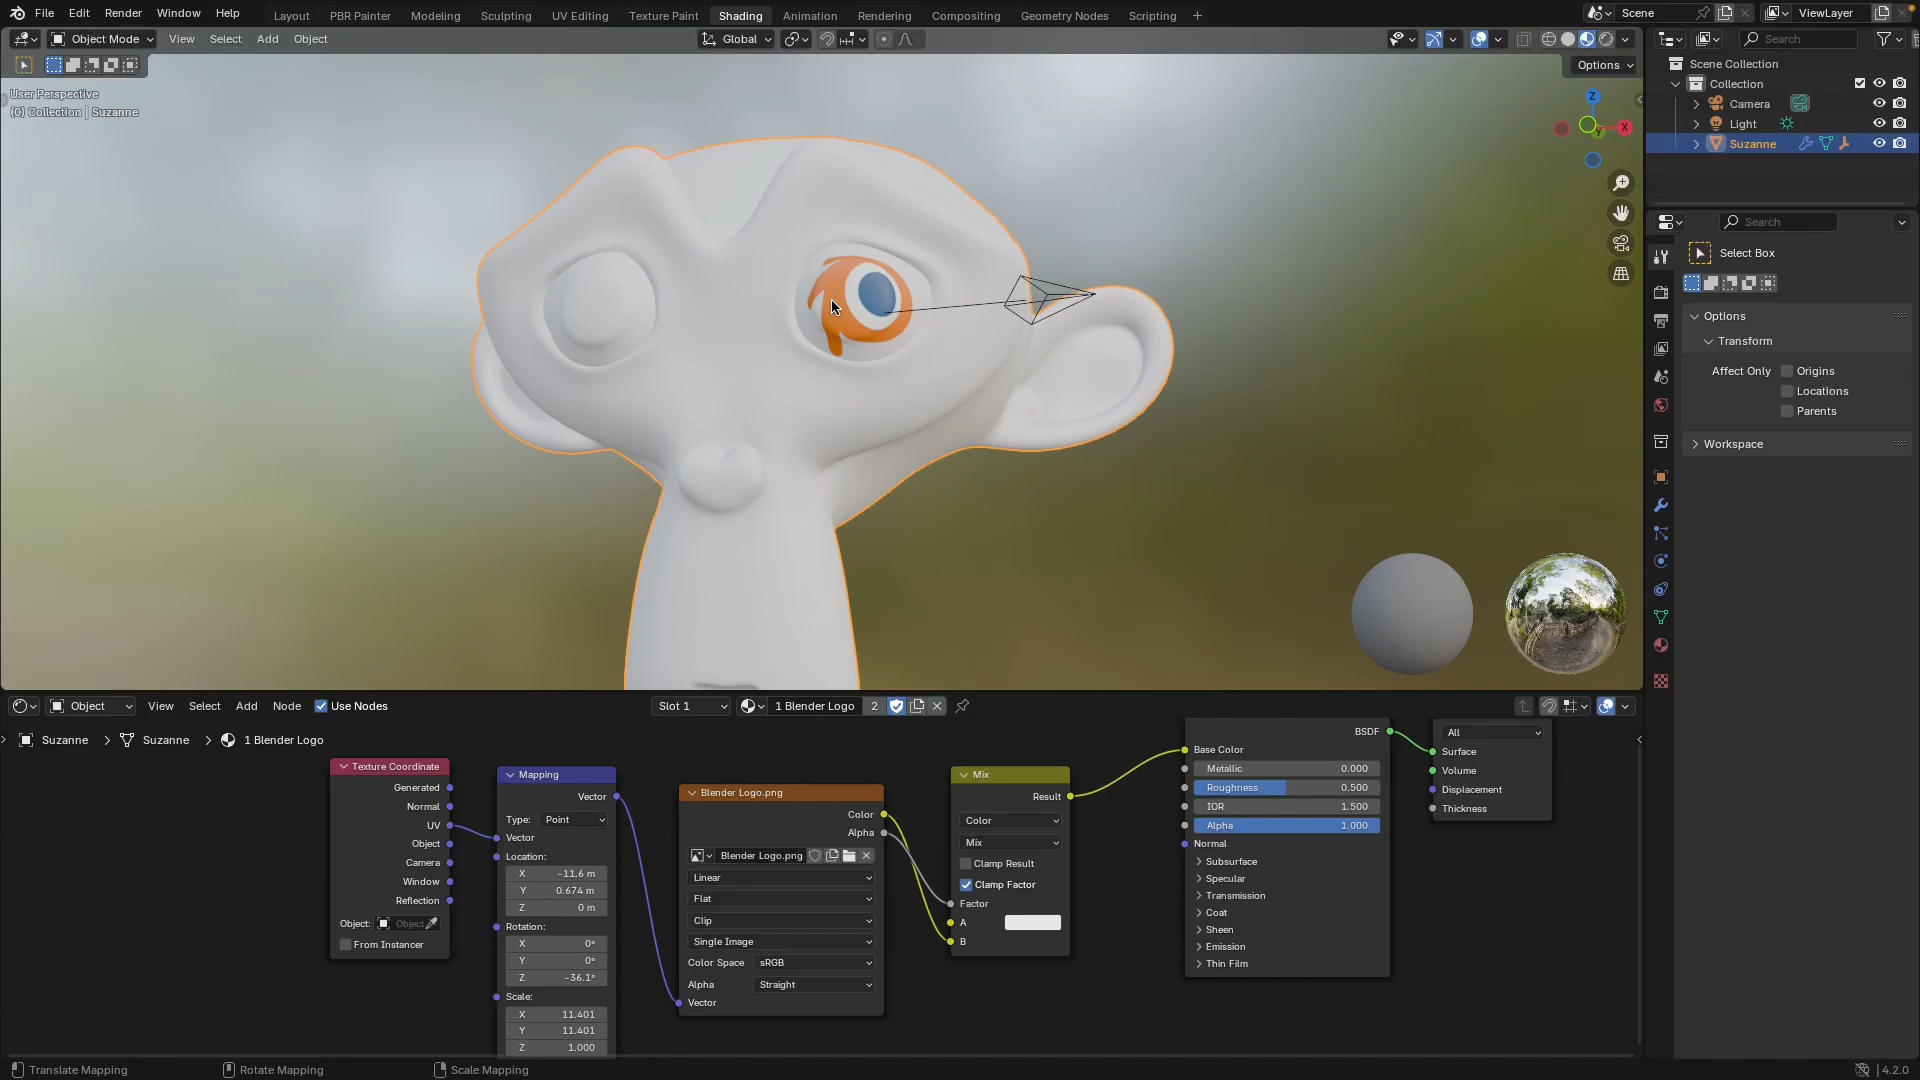 File Edit Render Window Help Layout PBR Painter Modeling Sculpting UV Editing Texture Paint Shading Animation Rendering Compositing Geometry Nodes Scripting + Scene ViewLayer
Object Mode View Select Add Object Global Search
Options
User Perspective
(0) Collection | Suzanne
Z
X
Y
Scene Collection
Collection
Camera
Light
Suzanne
Search
Select Box
Options
Transform
Affect Only Origins
Locations
Parents
Workspace
Object View Select Add Node Use Nodes Slot 1 1 Blender Logo 2
Suzanne > Suzanne > 1 Blender Logo
Texture Coordinate
Generated
Normal
UV
Object
Camera
Window
Reflection
Object: Object
From Instancer
Mapping
Vector
Type: Point
Vector
Location:
X -11.6 m
Y 0.674 m
Z 0 m
Rotation:
X 0°
Y 0°
Z -36.1°
Scale:
X 11.401
Y 11.401
Z 1.000
Blender Logo.png
Color
Alpha
Blender Logo.png
Linear
Flat
Clip
Single Image
Color Space sRGB
Alpha Straight
Vector
Mix
Result
Color
Mix
Clamp Result
Clamp Factor
Factor
A
B
BSDF
Base Color
Metallic 0.000
Roughness 0.500
IOR 1.500
Alpha 1.000
Normal
Subsurface
Specular
Transmission
Coat
Sheen
Emission
Thin Film
All
Surface
Volume
Displacement
Thickness
Translate Mapping Rotate Mapping Scale Mapping 4.2.0